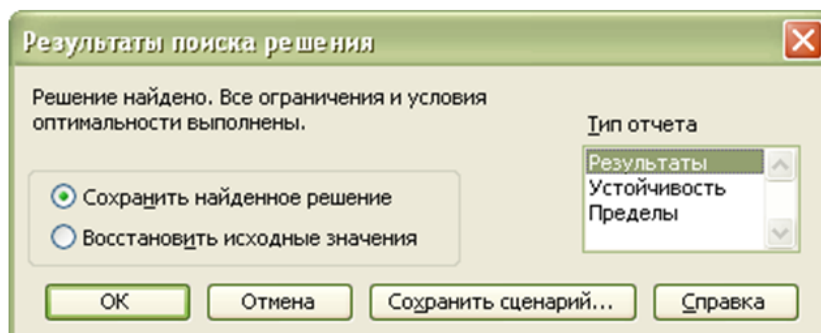 Результаты поиска решения
Решение найдено. Все ограничения и условия
оптимальности выполнены.
Тип отчета
Результаты
Устойчивость
Пределы
Сохранить найденное решение
Восстановить исходные значения
ОК
Отмена
Сохранить сценарий...
Справка